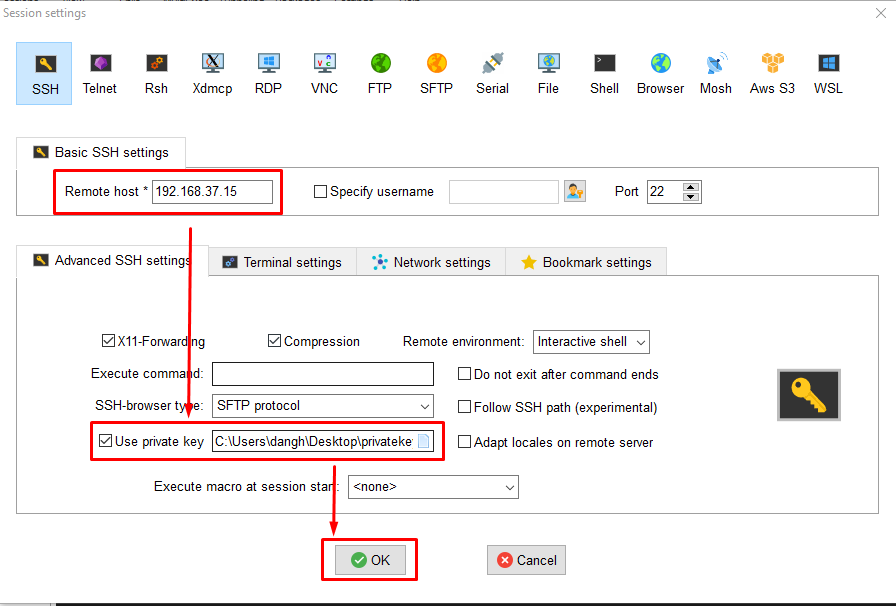 Session settings
SSH Telnet Rsh Xdmcp RDP VNC FTP SFTP Serial File Shell Browser Mosh Aws S3 WSL
Basic SSH settings
Remote host * 192.168.37.15 Specify username Port 22
Advanced SSH settings Terminal settings Network settings Bookmark settings
X11-Forwarding Compression Remote environment: Interactive shell
Execute command: Do not exit after command ends
SSH-browser type: SFTP protocol Follow SSH path (experimental)
Use private key C:\Users\dangh\Desktop\privateke Adapt locales on remote server
Execute macro at session start: <none>
OK Cancel